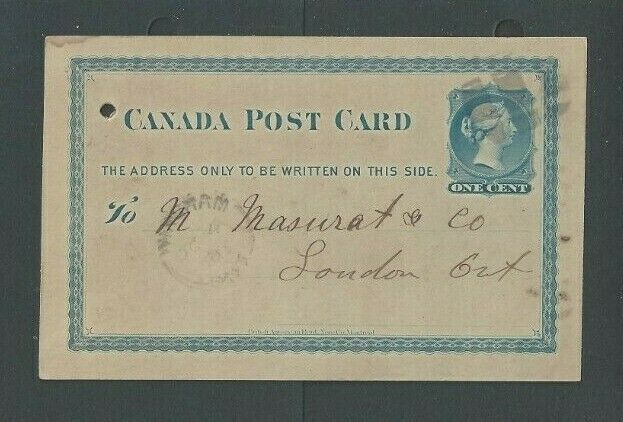 CANADA POST CARD
ONE CENT
THE ADDRESS ONLY TO BE WRITTEN ON THIS SIDE.
To M Masurat & Co
London Ont